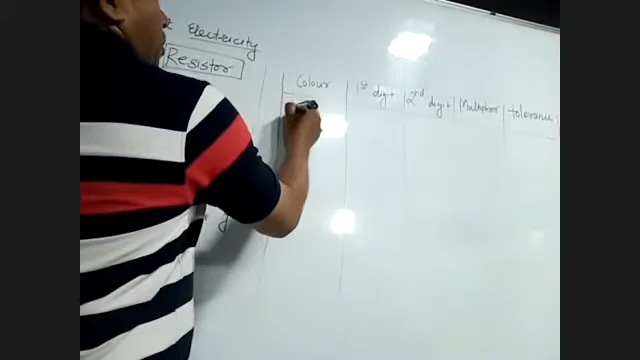 Electricity
Resistor
Colour
1st digit
2nd digit
Multiplier
tolerance